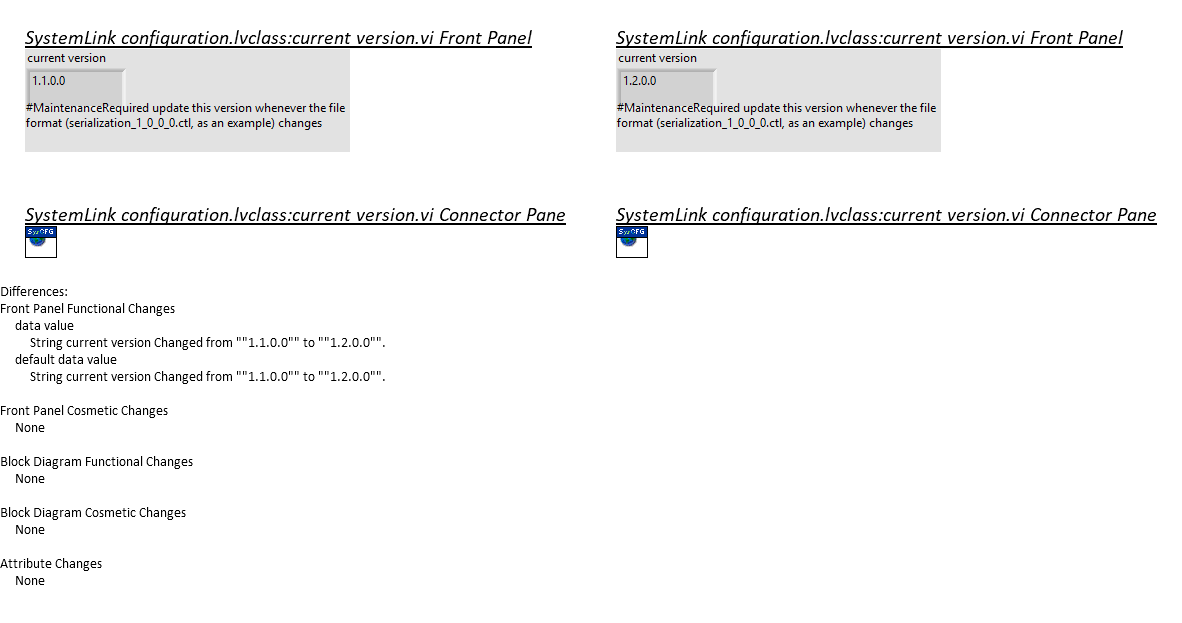 SystemLink configuration.lvclass:current version.vi Front Panel
current version
1.1.0.0
#MaintenanceRequired update this version whenever the file
format (serialization_1_0_0_0.ctl, as an example) changes
SystemLink configuration.lvclass:current version.vi Front Panel
current version
1.2.0.0
#MaintenanceRequired update this version whenever the file
format (serialization_1_0_0_0.ctl, as an example) changes
SystemLink configuration.lvclass:current version.vi Connector Pane
SysCFG
SystemLink configuration.lvclass:current version.vi Connector Pane
SysCFG
Differences:
Front Panel Functional Changes
data value
String current version Changed from ""1.1.0.0"" to ""1.2.0.0"".
default data value
String current version Changed from ""1.1.0.0"" to ""1.2.0.0"".
Front Panel Cosmetic Changes
None
Block Diagram Functional Changes
None
Block Diagram Cosmetic Changes
None
Attribute Changes
None